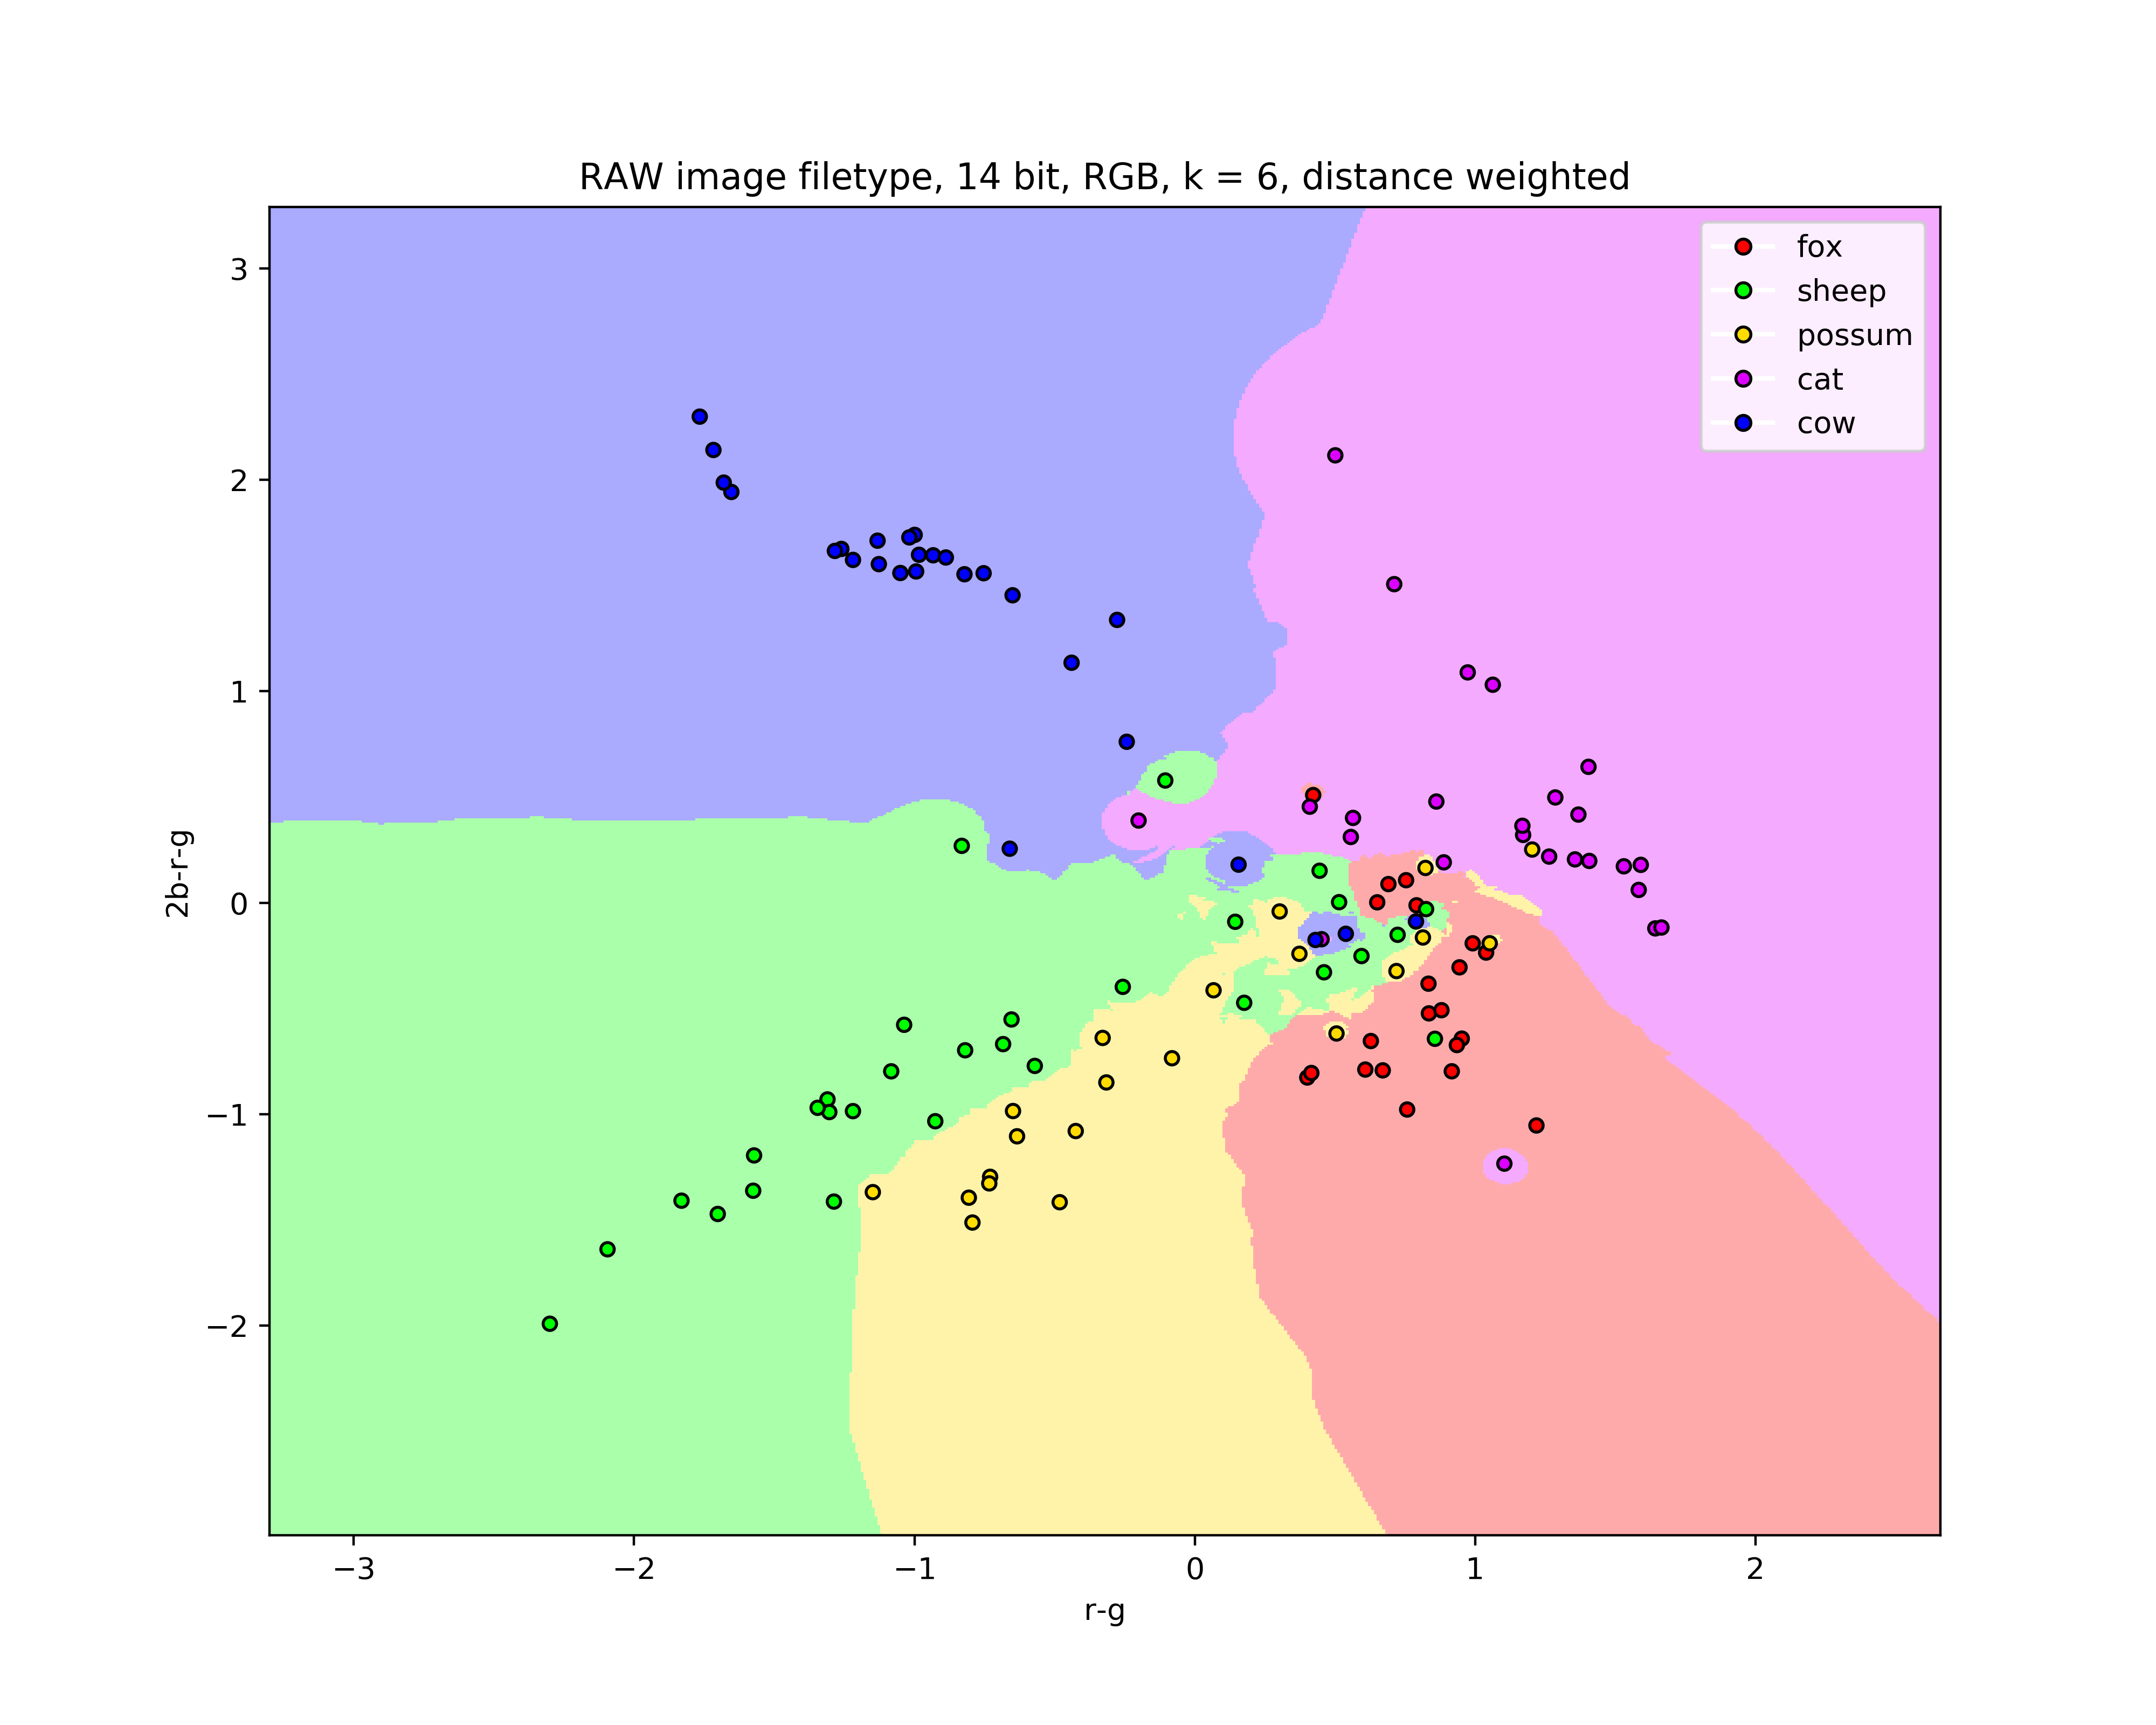 RAW image filetype, 14 bit, RGB, k = 6, distance weighted
fox
sheep
possum
cat
cow
3
2
1
0
−1
−2
2b-r-g
−3 −2 −1 0 1 2
r-g